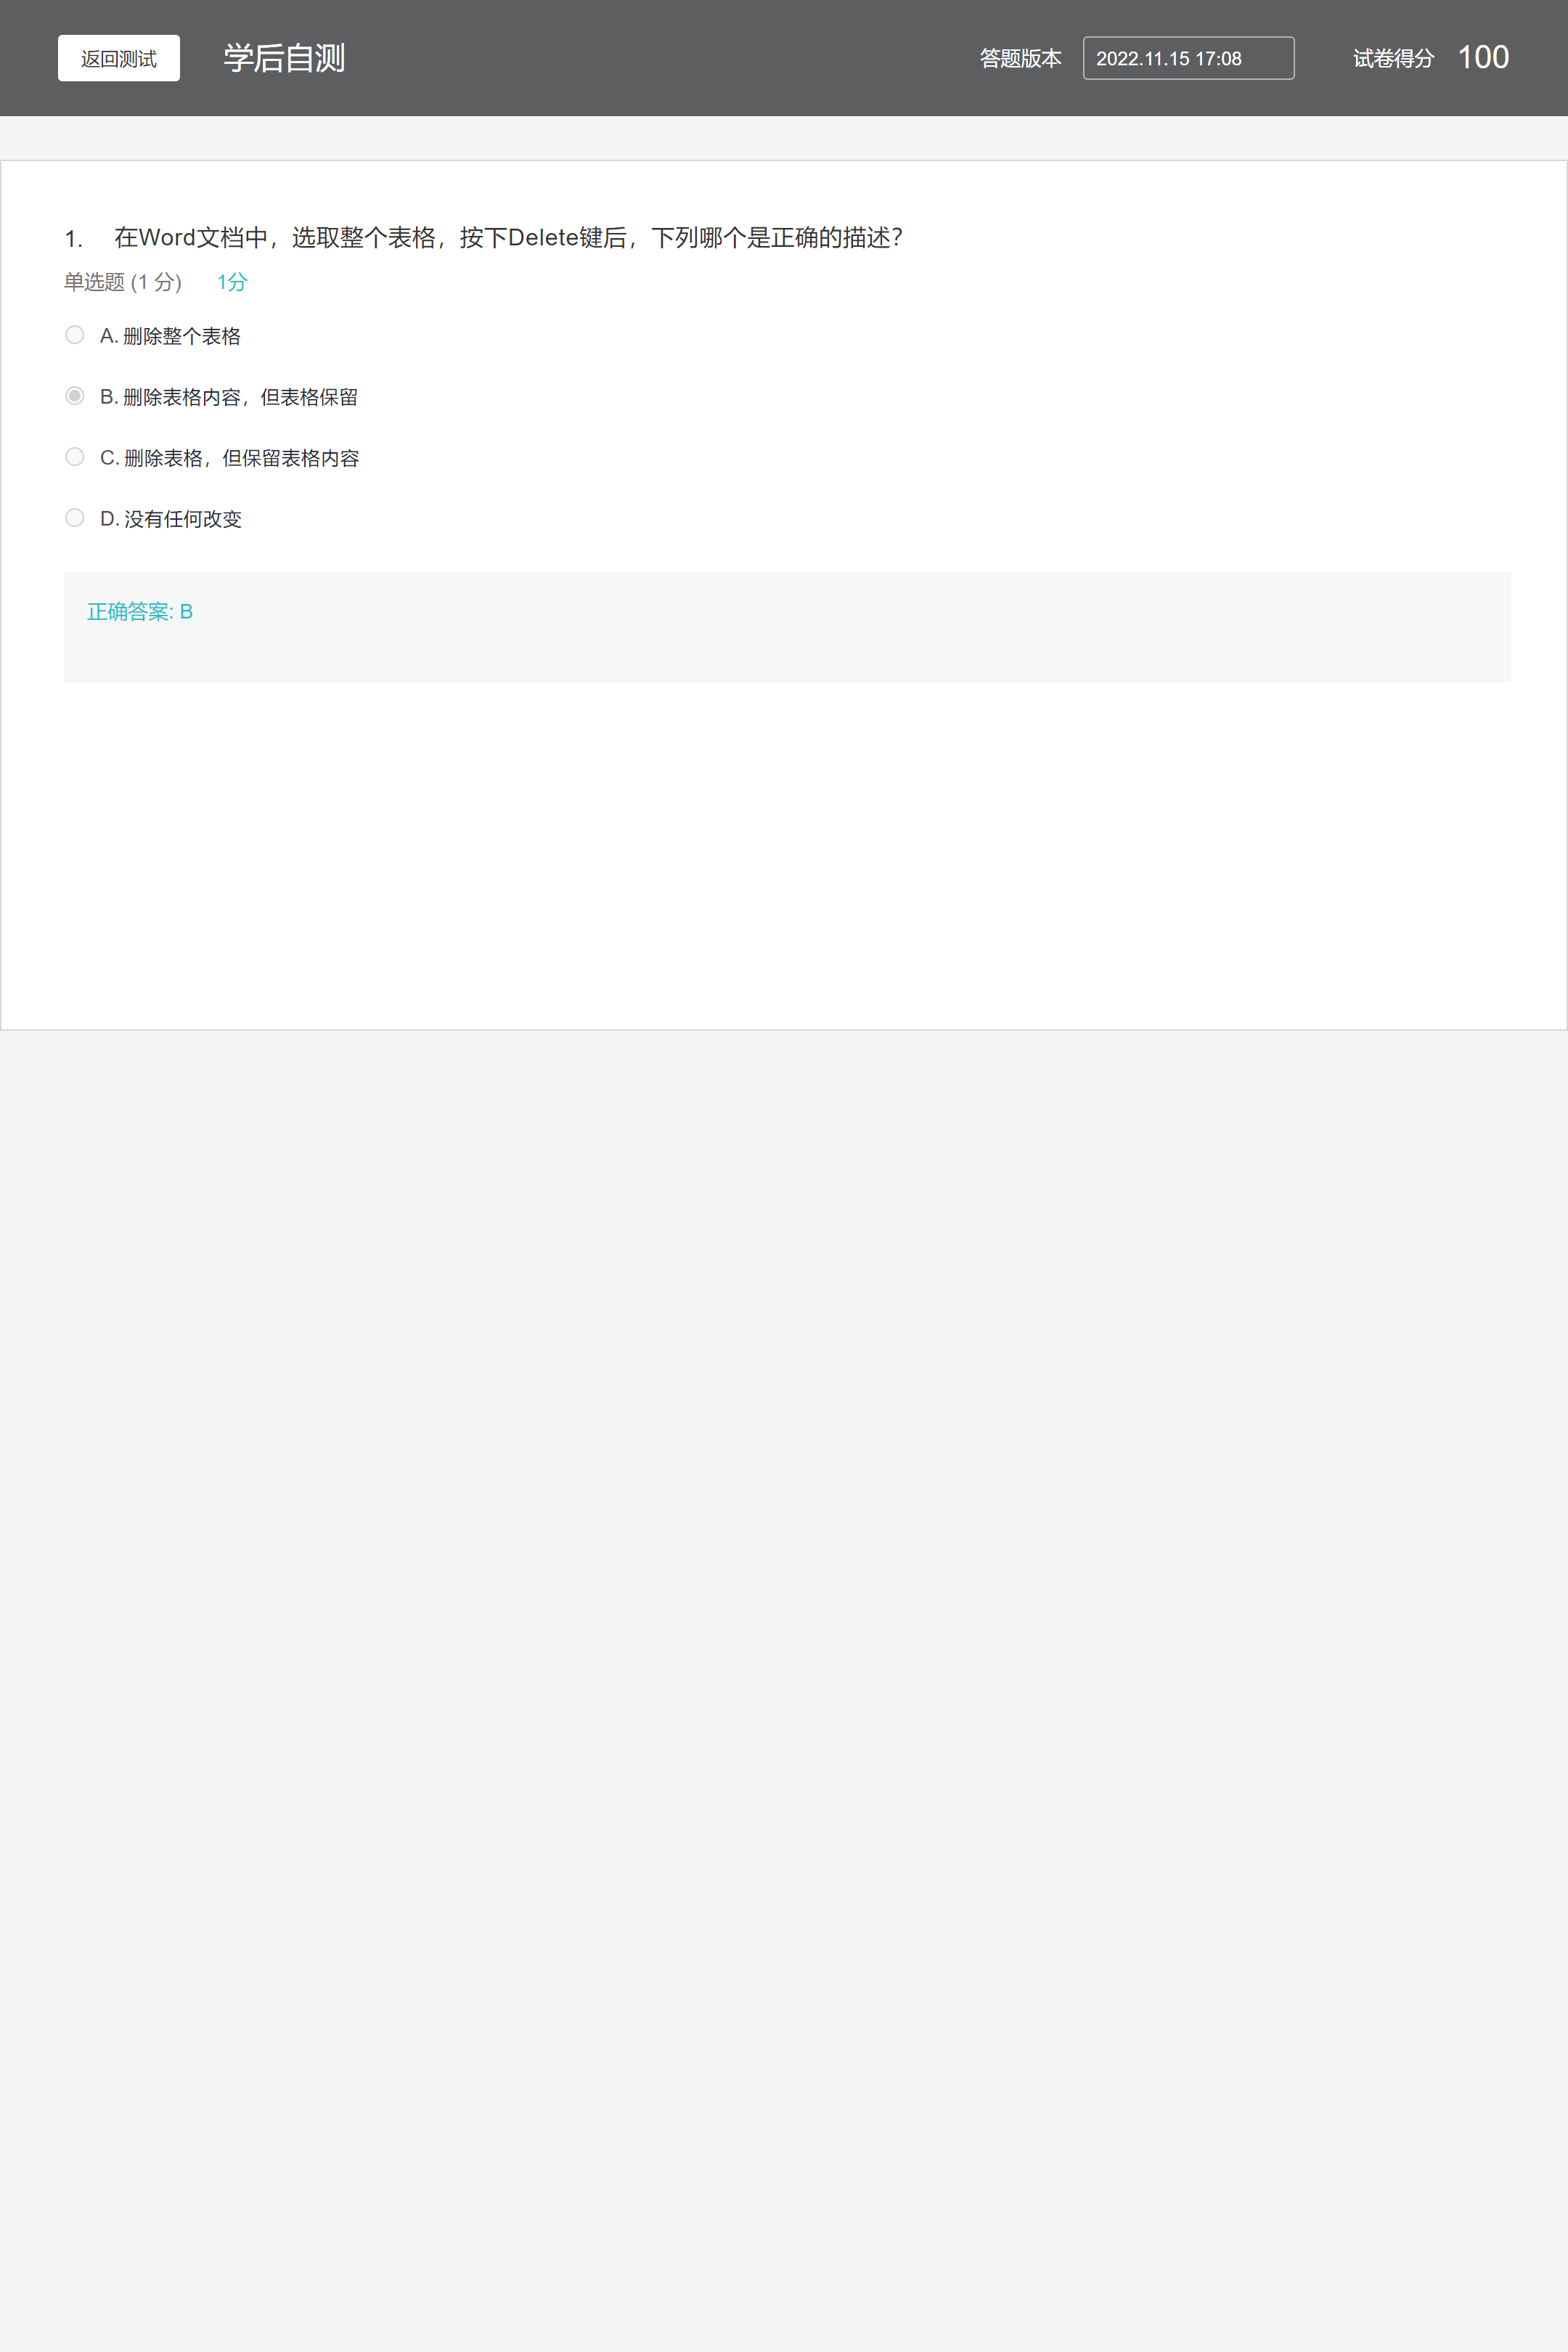 返回测试 学后自测 答题版本 2022.11.15 17:08 试卷得分 100
1. 在Word文档中，选取整个表格，按下Delete键后，下列哪个是正确的描述？
单选题 (1 分) 1分
A. 删除整个表格
B. 删除表格内容，但表格保留
C. 删除表格，但保留表格内容
D. 没有任何改变
正确答案: B